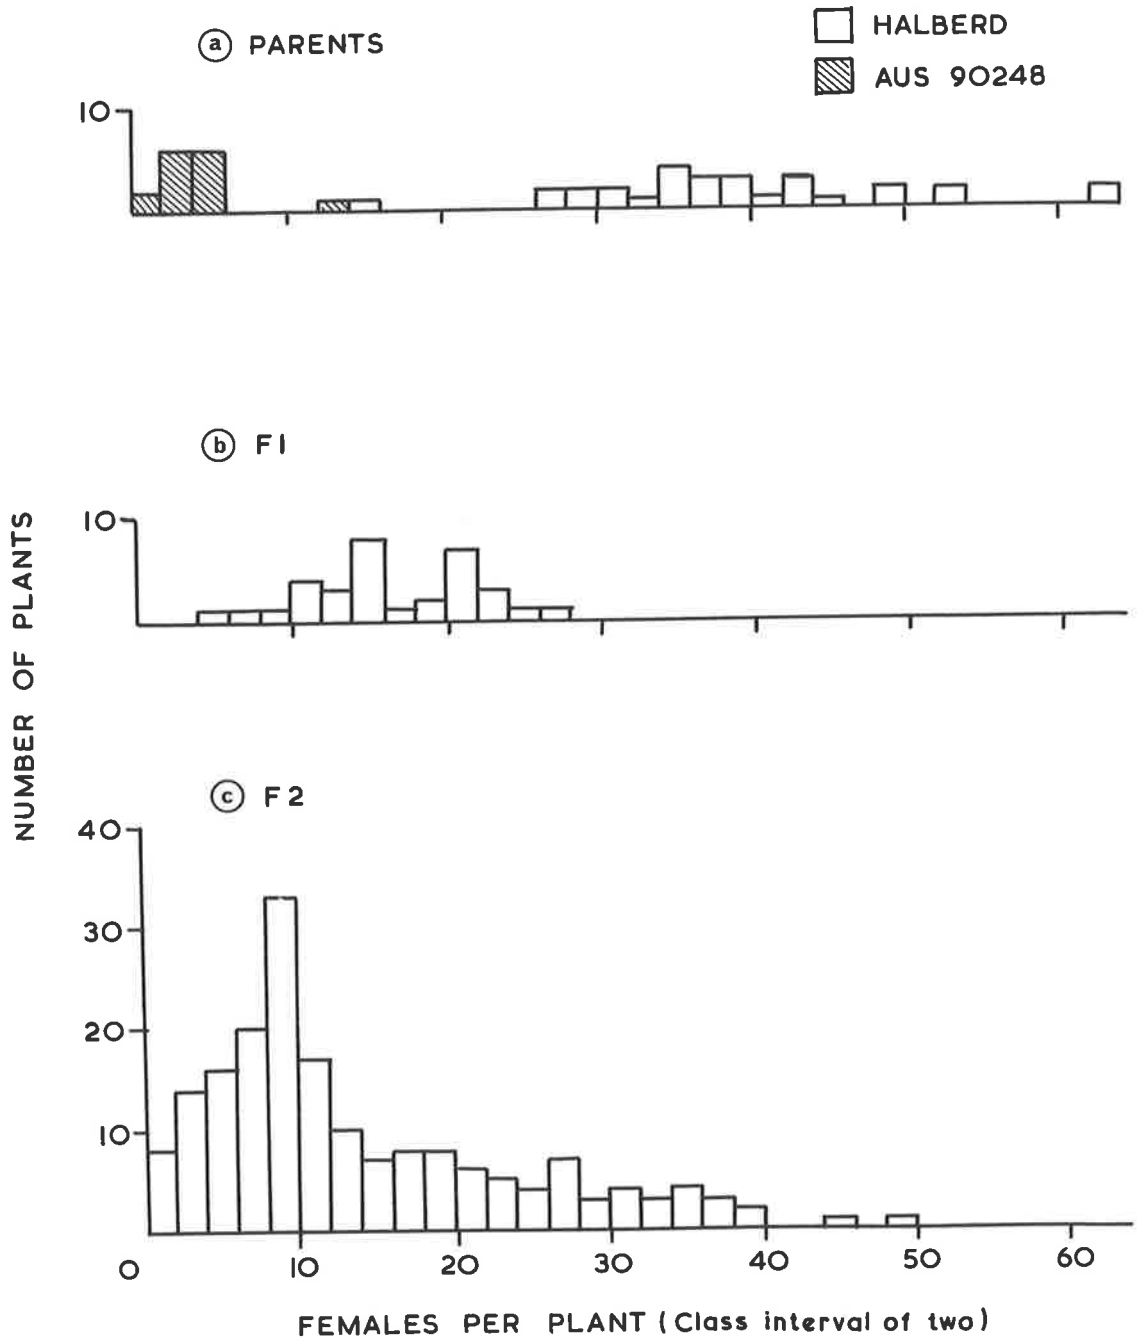 ⓐ PARENTS
HALBERD
AUS 90248
10
ⓑ F1
10
NUMBER OF PLANTS
ⓒ F2
40
30
20
10
0 10 20 30 40 50 60
FEMALES PER PLANT (Class interval of two)